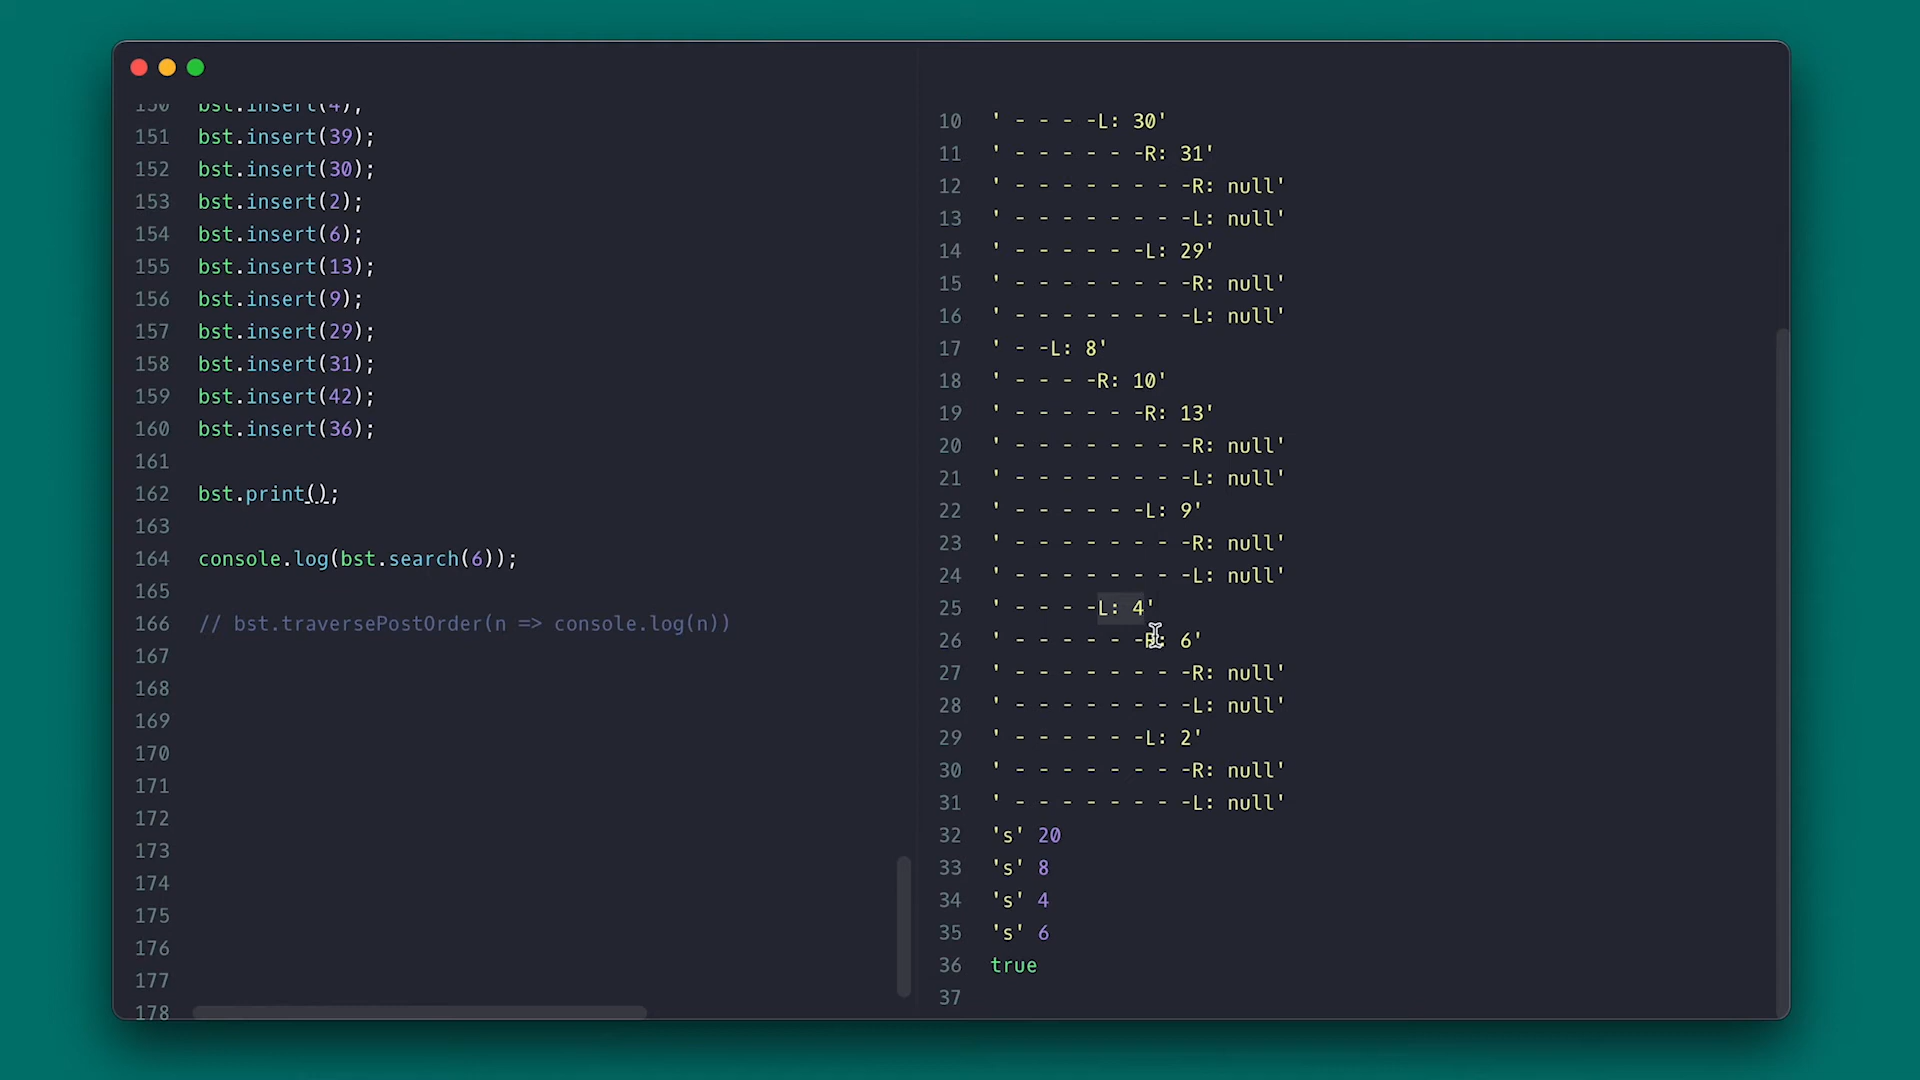 150 bst.insert(4);
151 bst.insert(39);
152 bst.insert(30);
153 bst.insert(2);
154 bst.insert(6);
155 bst.insert(13);
156 bst.insert(9);
157 bst.insert(29);
158 bst.insert(31);
159 bst.insert(42);
160 bst.insert(36);
161
162 bst.print();
163
164 console.log(bst.search(6));
165
166 // bst.traversePostOrder(n => console.log(n))
167
168
169
170
171
172
173
174
175
176
177
178
10 ' - - - -L: 30'
11 ' - - - - - -R: 31'
12 ' - - - - - - - -R: null'
13 ' - - - - - - - -L: null'
14 ' - - - - - -L: 29'
15 ' - - - - - - - -R: null'
16 ' - - - - - - - -L: null'
17 ' - -L: 8'
18 ' - - - -R: 10'
19 ' - - - - - -R: 13'
20 ' - - - - - - - -R: null'
21 ' - - - - - - - -L: null'
22 ' - - - - - -L: 9'
23 ' - - - - - - - -R: null'
24 ' - - - - - - - -L: null'
25 ' - - - -L: 4'
26 ' - - - - - -R: 6'
27 ' - - - - - - - -R: null'
28 ' - - - - - - - -L: null'
29 ' - - - - - -L: 2'
30 ' - - - - - - - -R: null'
31 ' - - - - - - - -L: null'
32 's' 20
33 's' 8
34 's' 4
35 's' 6
36 true
37